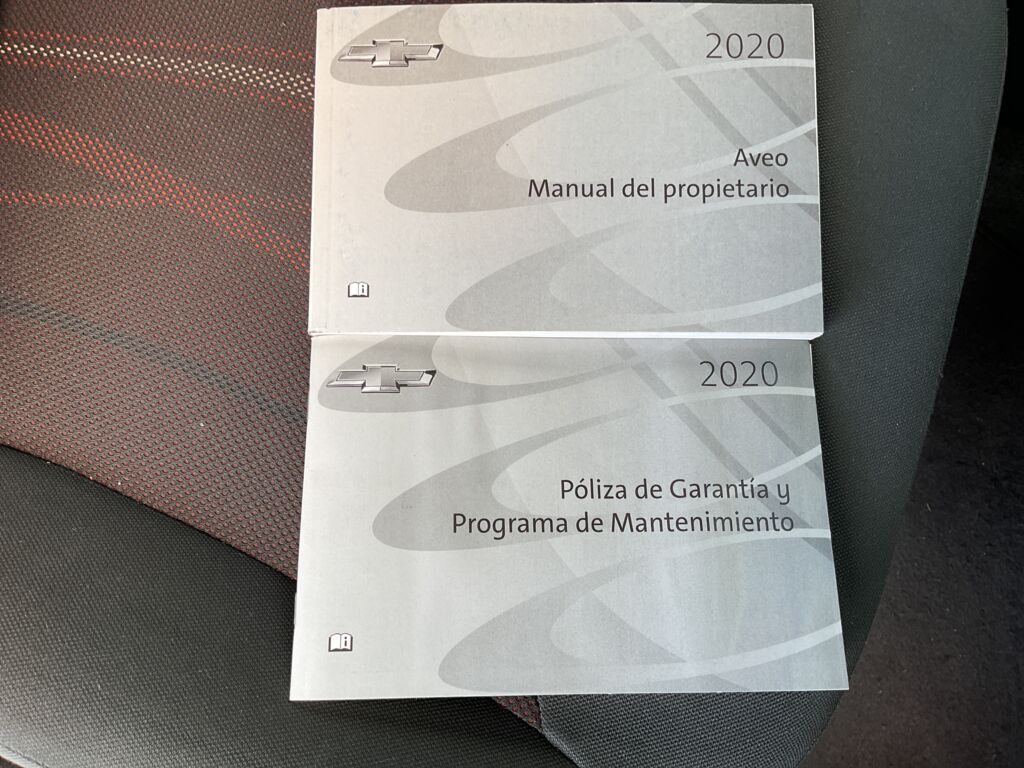 2020
Aveo
Manual del propietario
2020
Póliza de Garantía y
Programa de Mantenimiento